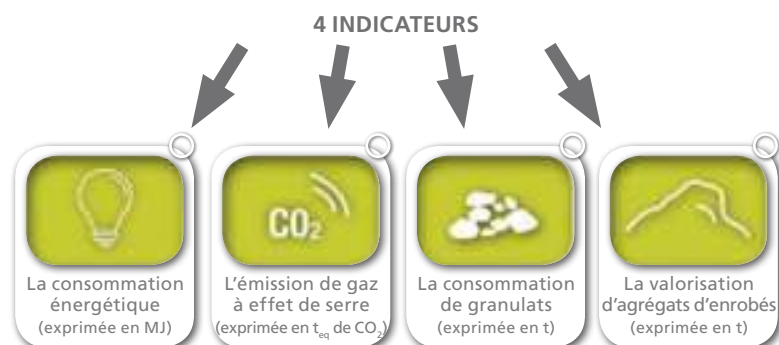 4 INDICATEURS
CO₂
La consommation
énergétique
(exprimée en MJ)
L'émission de gaz
à effet de serre
(exprimée en t_eq de CO₂)
La consommation
de granulats
(exprimée en t)
La valorisation
d'agrégats d'enrobés
(exprimée en t)